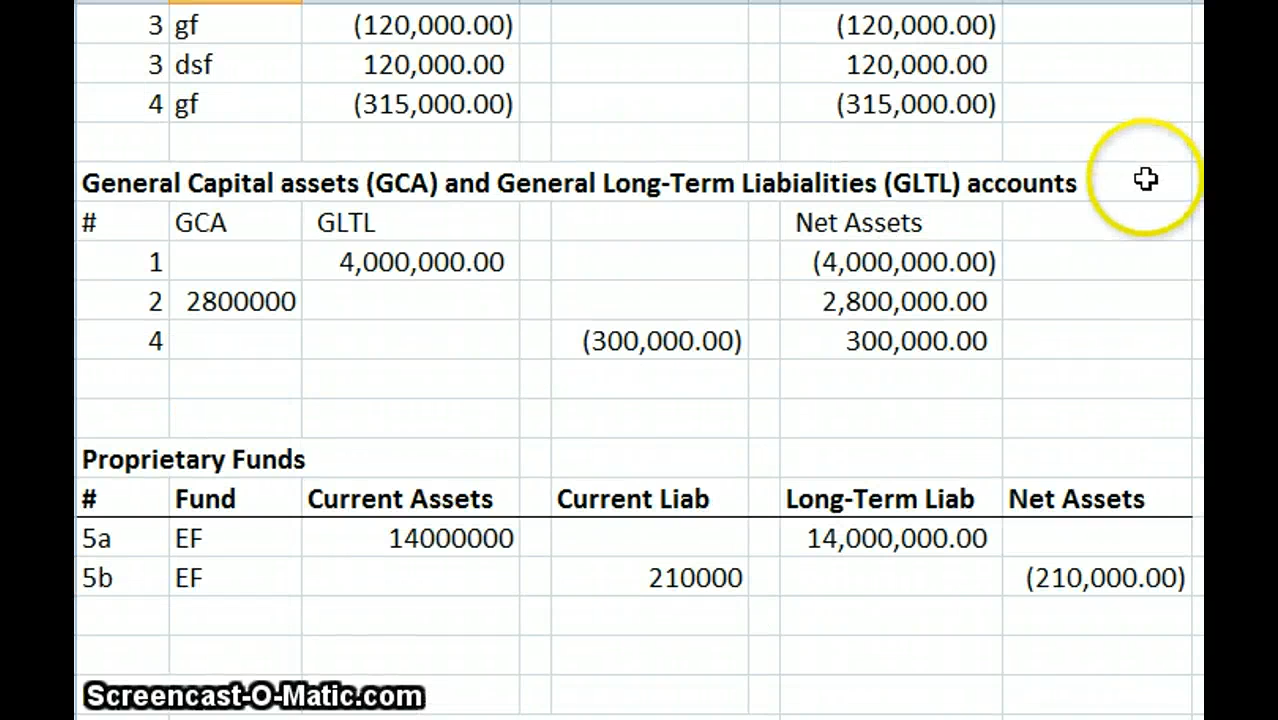 3 gf (120,000.00) (120,000.00)
3 dsf 120,000.00 120,000.00
4 gf (315,000.00) (315,000.00)
General Capital assets (GCA) and General Long-Term Liabialities (GLTL) accounts
# GCA GLTL Net Assets
1 4,000,000.00 (4,000,000.00)
2 2800000 2,800,000.00
4 (300,000.00) 300,000.00
Proprietary Funds
# Fund Current Assets Current Liab Long-Term Liab Net Assets
5a EF 14000000 14,000,000.00
5b EF 210000 (210,000.00)
Screencast-O-Matic.com